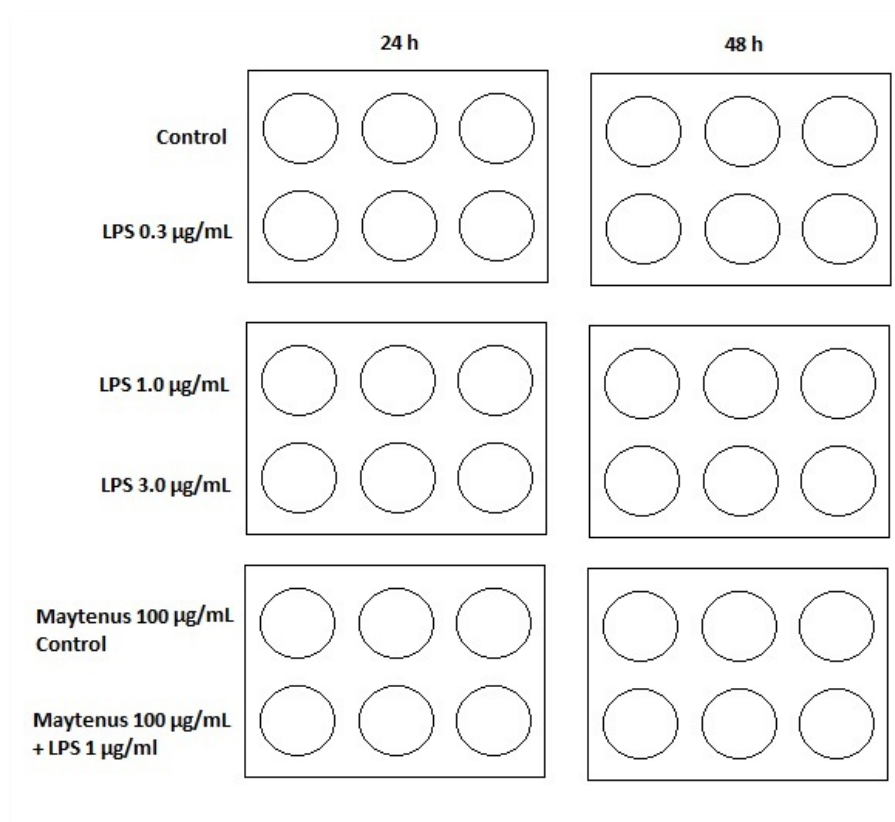 24 h
48 h
Control
LPS 0.3 µg/mL
LPS 1.0 µg/mL
LPS 3.0 µg/mL
Maytenus 100 µg/mL
Control
Maytenus 100 µg/mL
+ LPS 1 µg/ml